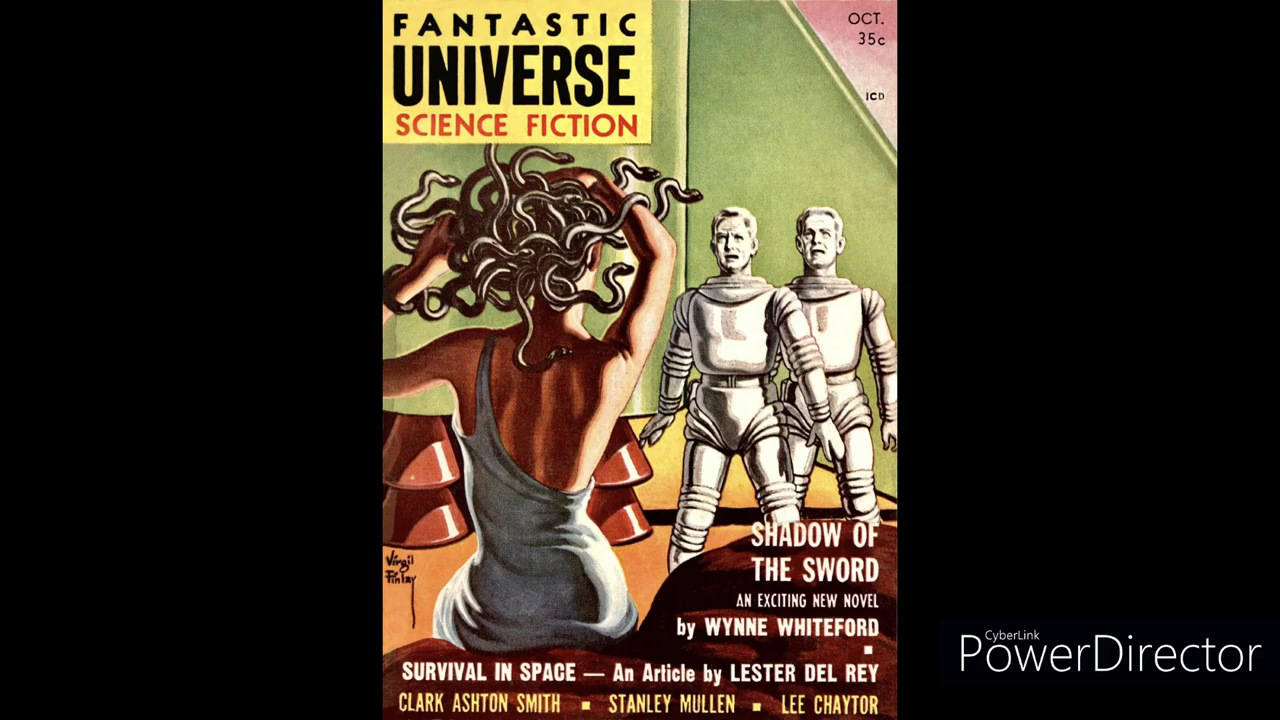 FANTASTIC
UNIVERSE
SCIENCE FICTION
OCT.
35c
ICD
Virgil
Finlay
SHADOW OF
THE SWORD
AN EXCITING NEW NOVEL
by WYNNE WHITEFORD
SURVIVAL IN SPACE — An Article by LESTER DEL REY
CLARK ASHTON SMITH ▪ STANLEY MULLEN ▪ LEE CHAYTOR
CyberLink
PowerDirector